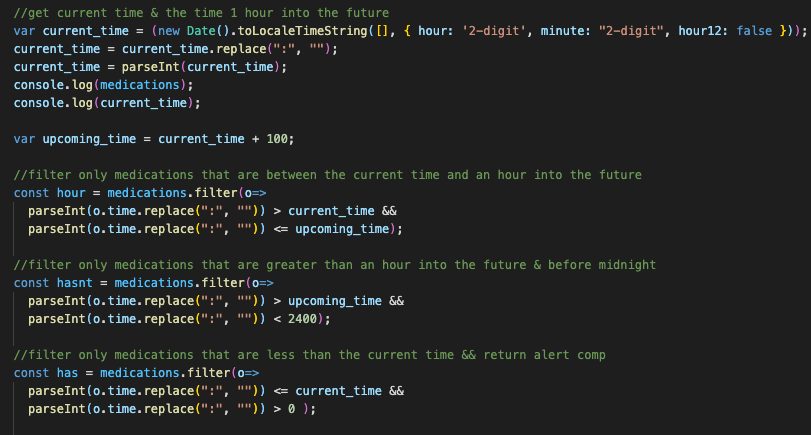 //get current time & the time 1 hour into the future
var current_time = (new Date().toLocaleTimeString([], { hour: '2-digit', minute: "2-digit", hour12: false }));
current_time = current_time.replace(":", "");
current_time = parseInt(current_time);
console.log(medications);
console.log(current_time);
var upcoming_time = current_time + 100;
//filter only medications that are between the current time and an hour into the future
const hour = medications.filter(o=>
parseInt(o.time.replace(":", "")) > current_time &&
parseInt(o.time.replace(":", "")) <= upcoming_time);
//filter only medications that are greater than an hour into the future & before midnight
const hasnt = medications.filter(o=>
parseInt(o.time.replace(":", "")) > upcoming_time &&
parseInt(o.time.replace(":", "")) < 2400);
//filter only medications that are less than the current time && return alert comp
const has = medications.filter(o=>
parseInt(o.time.replace(":", "")) <= current_time &&
parseInt(o.time.replace(":", "")) > 0 );